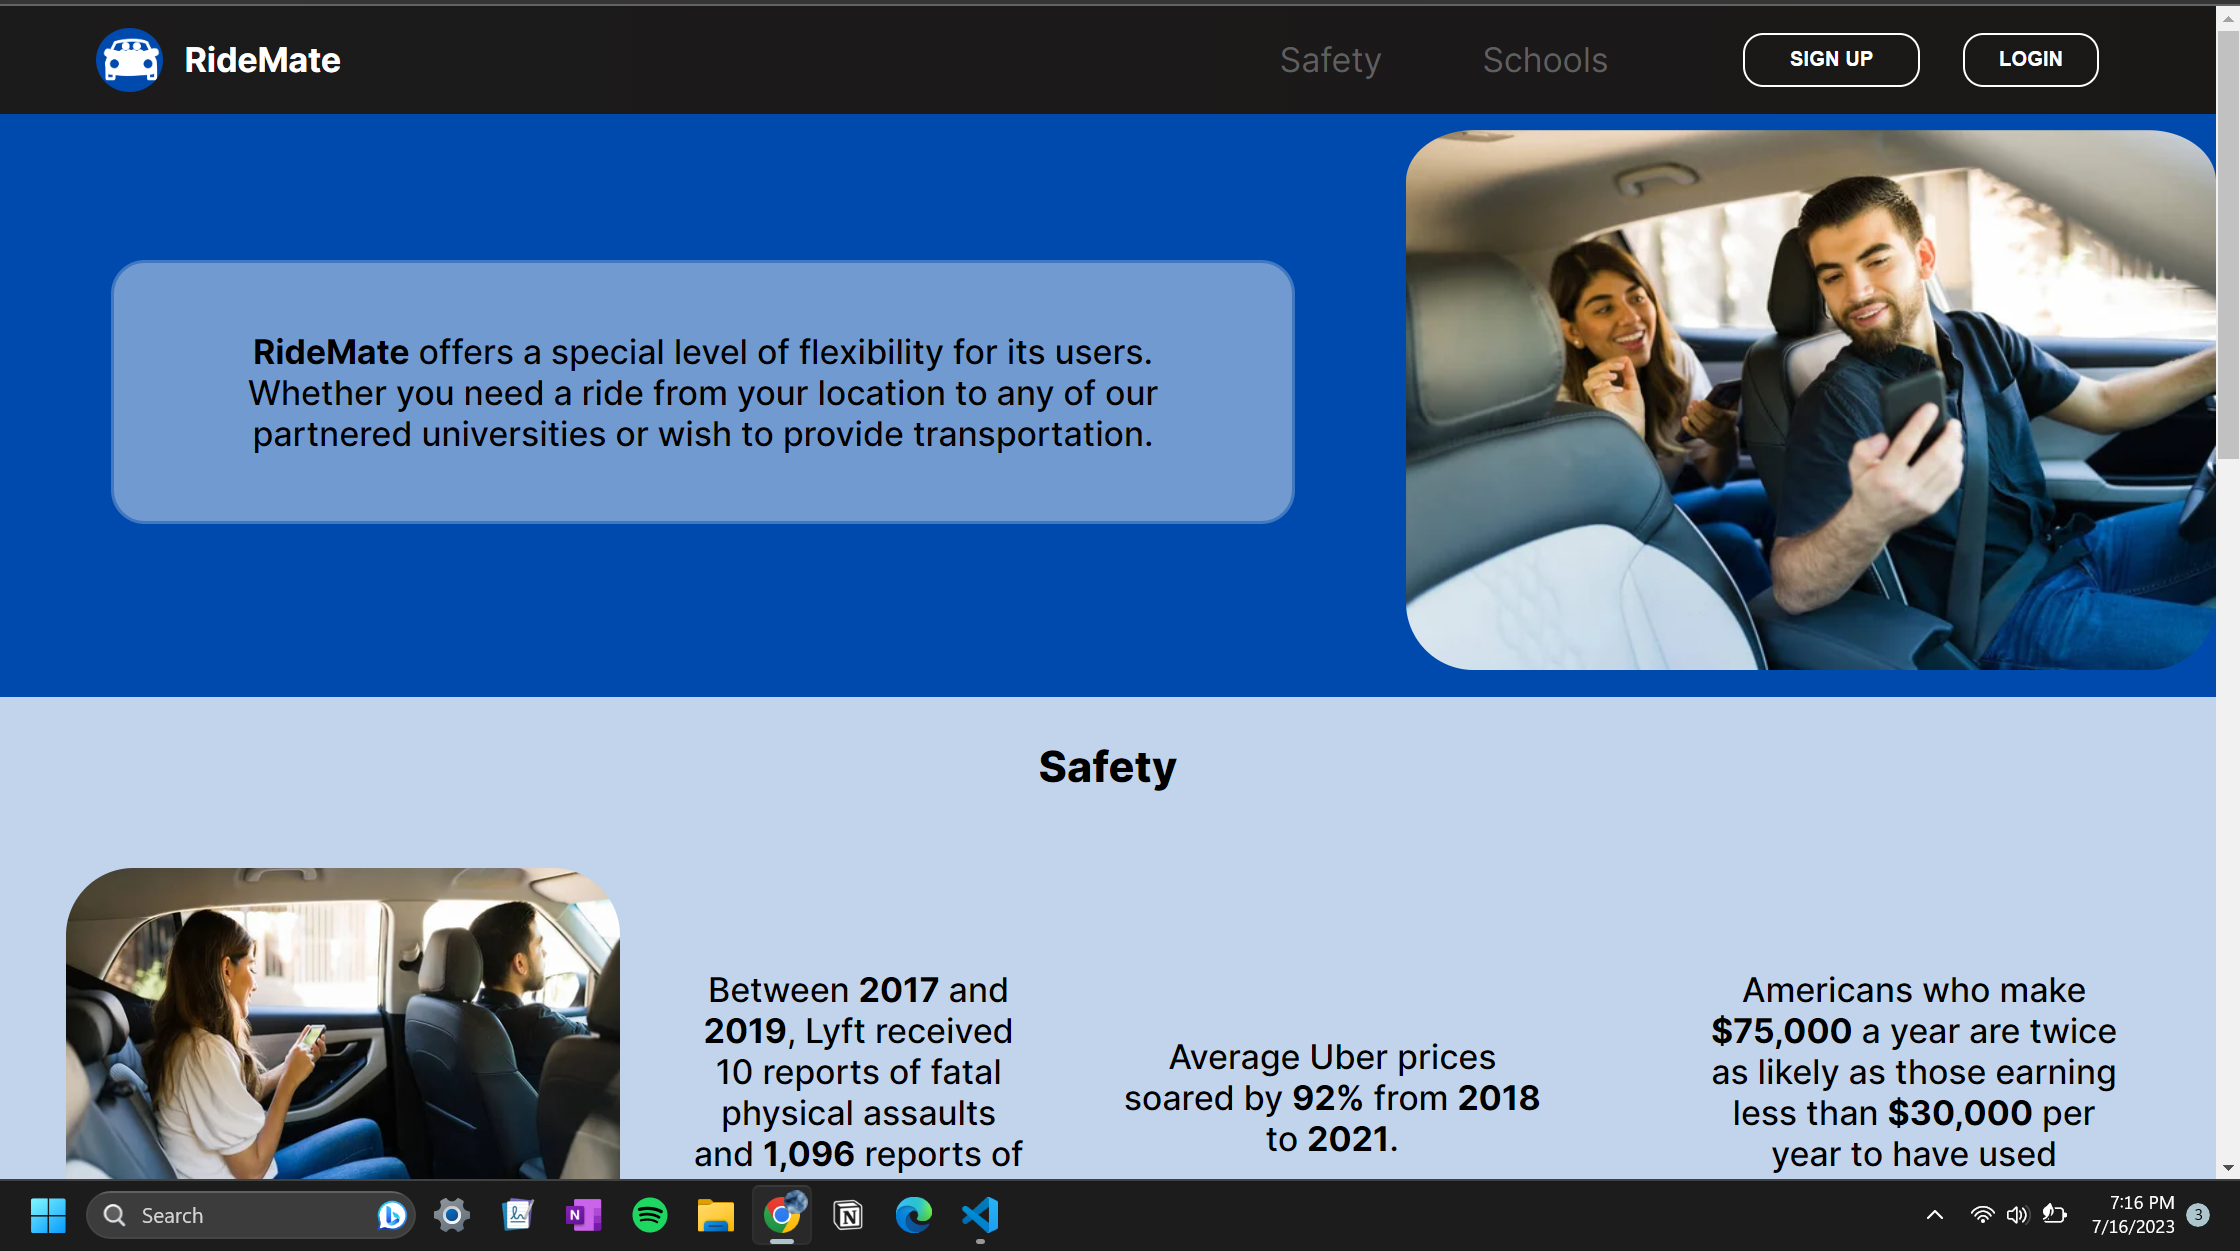 RideMate
Safety
Schools
SIGN UP
LOGIN
RideMate offers a special level of flexibility for its users.
Whether you need a ride from your location to any of our
partnered universities or wish to provide transportation.
Safety
Between 2017 and
2019, Lyft received
10 reports of fatal
physical assaults
and 1,096 reports of
Average Uber prices
soared by 92% from 2018
to 2021.
Americans who make
$75,000 a year are twice
as likely as those earning
less than $30,000 per
year to have used
Search
7:16 PM
7/16/2023
3